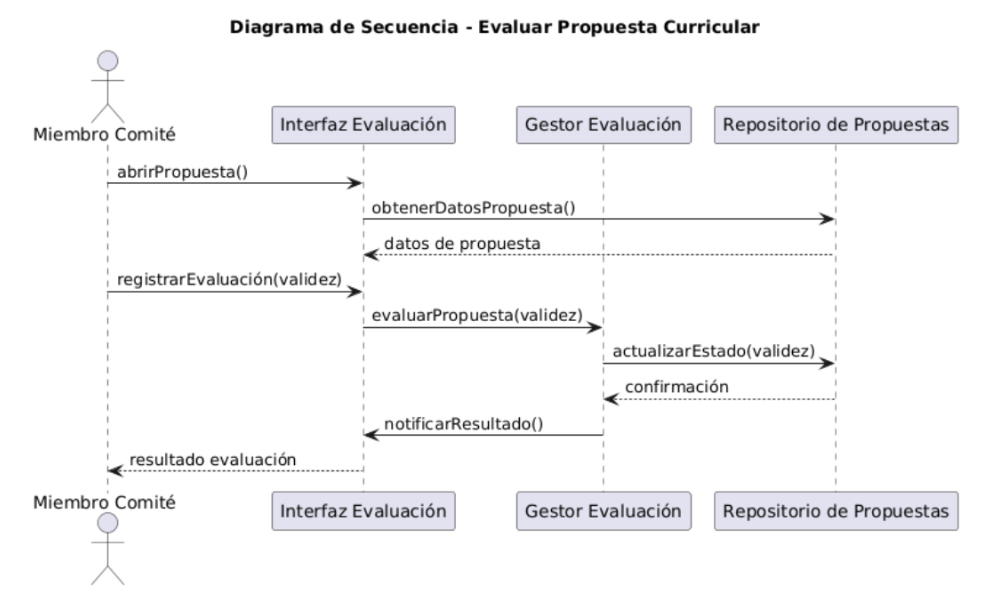 Diagrama de Secuencia - Evaluar Propuesta Curricular
Miembro Comité
Interfaz Evaluación
Gestor Evaluación
Repositorio de Propuestas
abrirPropuesta()
obtenerDatosPropuesta()
datos de propuesta
registrarEvaluación(validez)
evaluarPropuesta(validez)
actualizarEstado(validez)
confirmación
notificarResultado()
resultado evaluación
Miembro Comité
Interfaz Evaluación
Gestor Evaluación
Repositorio de Propuestas